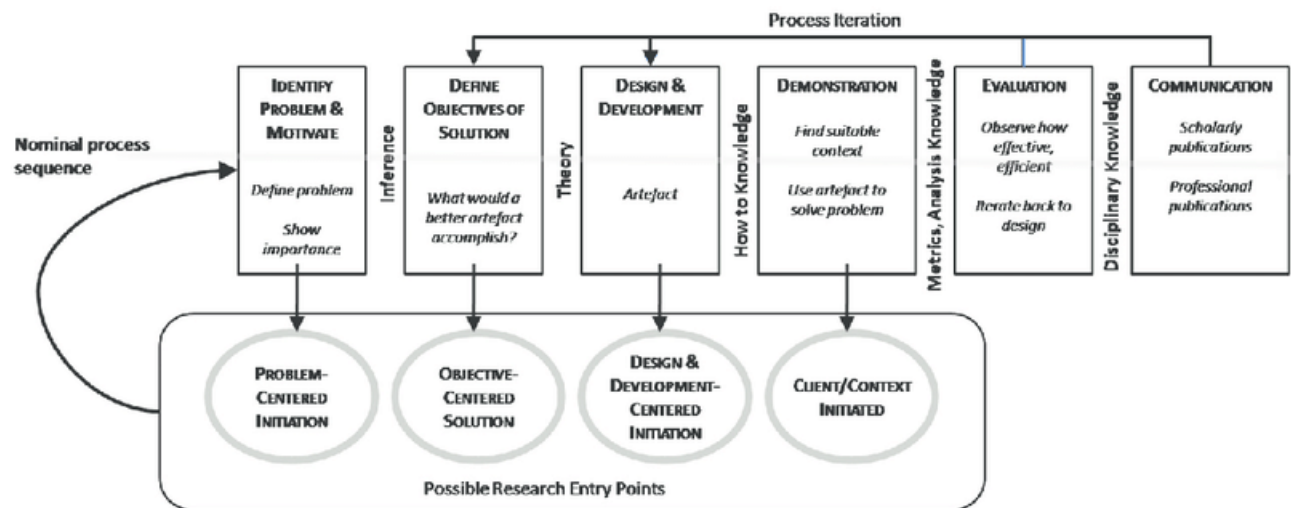 Process Iteration
Nominal process
sequence
IDENTIFY
PROBLEM &
MOTIVATE
Define problem
Show
importance
Inference
DEFINE
OBJECTIVES OF
SOLUTION
What would a
better artefact
accomplish?
Theory
DESIGN &
DEVELOPMENT
Artefact
How to Knowledge
DEMONSTRATION
Find suitable
context
Use artefact to
solve problem
Metrics, Analysis Knowledge
EVALUATION
Observe how
effective,
efficient
Iterate back to
design
Disciplinary Knowledge
COMMUNICATION
Scholarly
publications
Professional
publications
PROBLEM-
CENTERED
INITIATION
OBJECTIVE-
CENTERED
SOLUTION
DESIGN &
DEVELOPMENT-
CENTERED
INITIATION
CLIENT/CONTEXT
INITIATED
Possible Research Entry Points